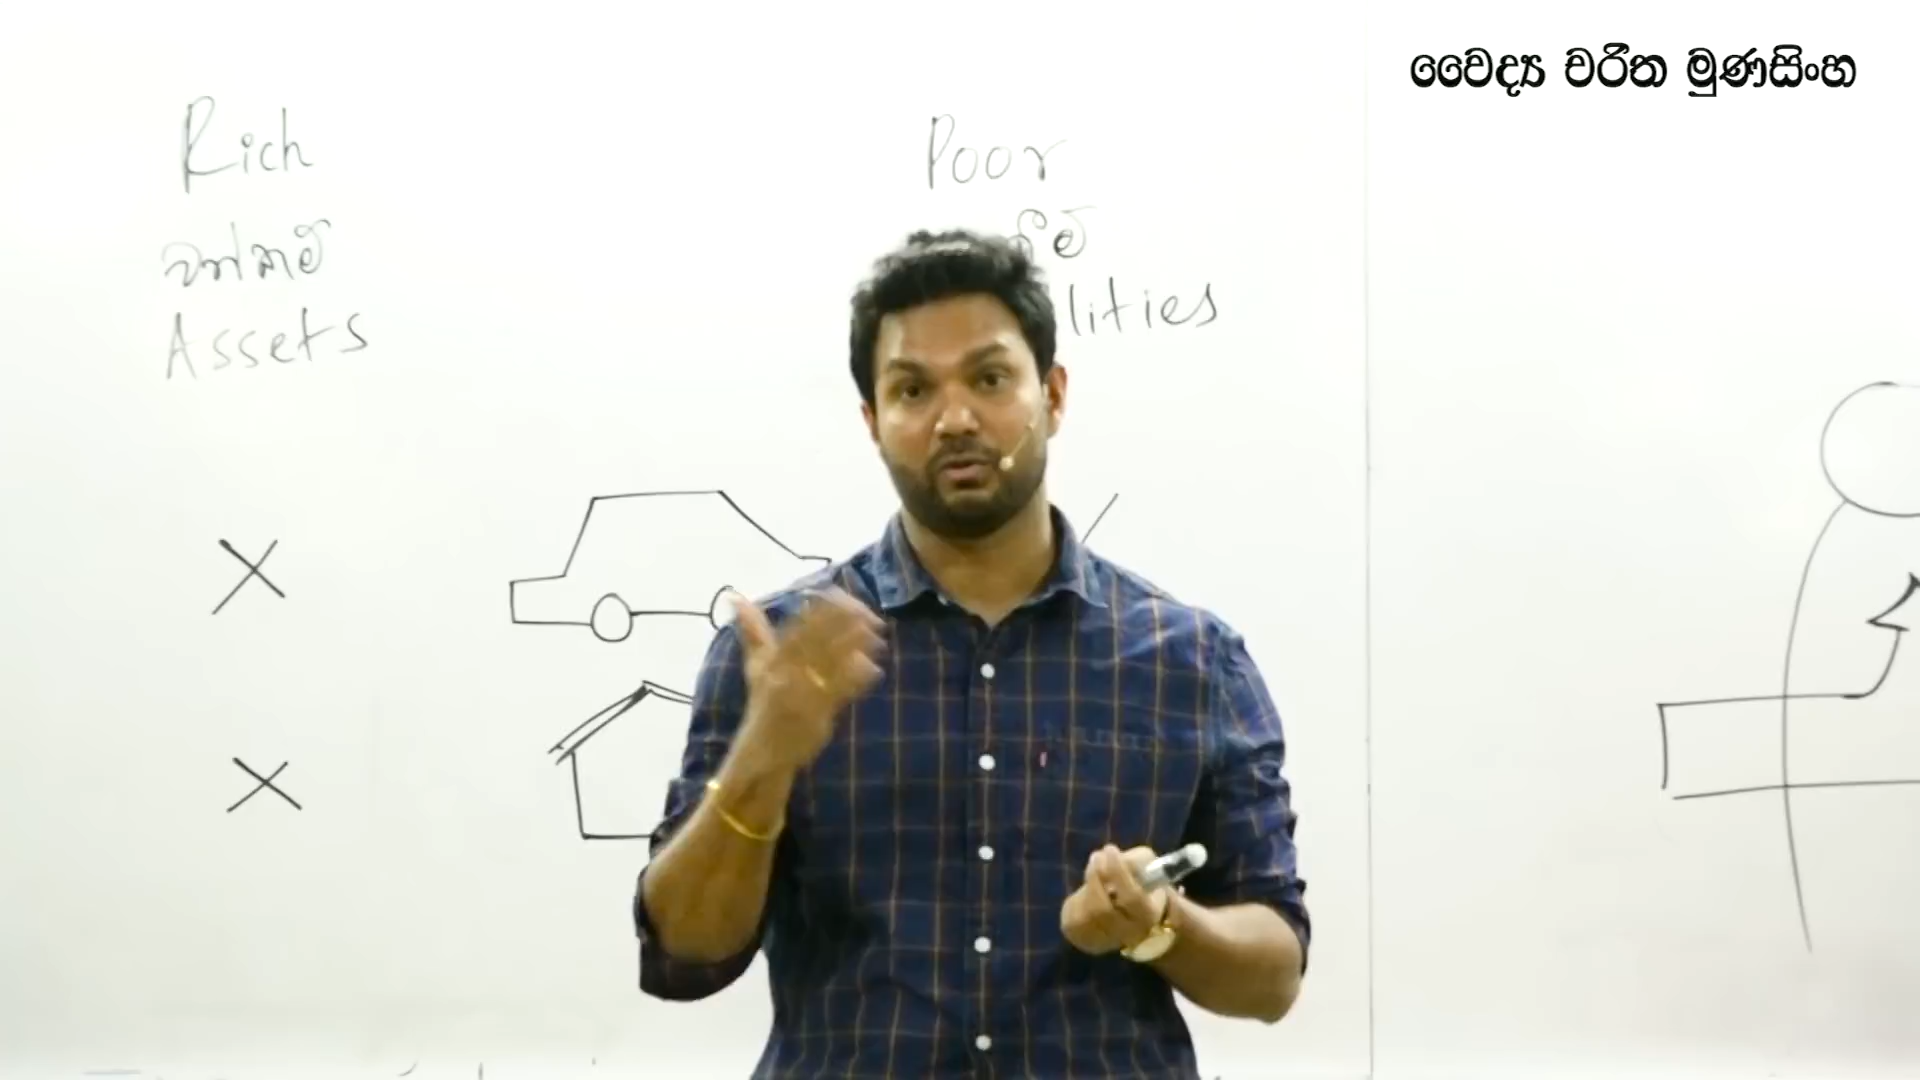 වෛද්‍ය චරිත මුණසිංහ
Rich
වත්කම්
Assets
Poor
lities